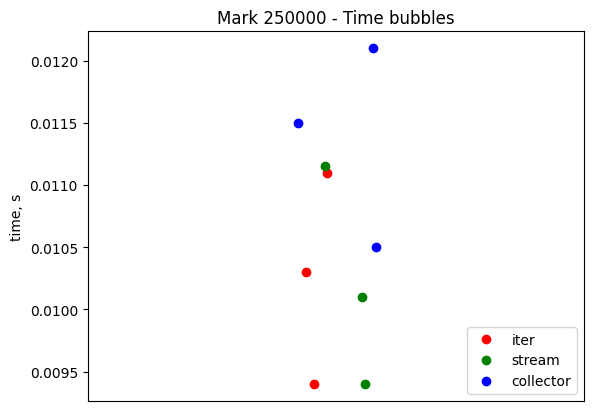 Mark 250000 - Time bubbles
0.0120
0.0115
0.0110
0.0105
0.0100
0.0095
time, s
iter
stream
collector